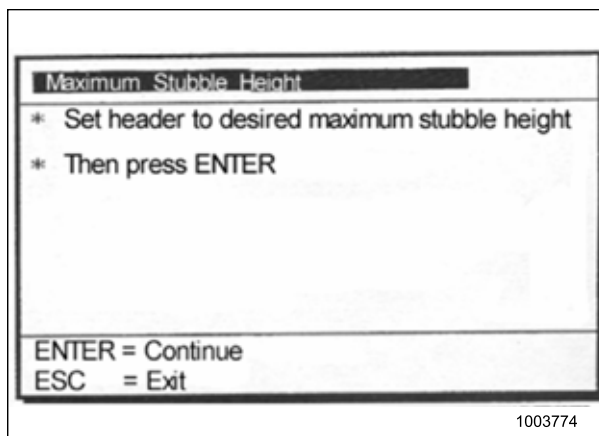 Maximum Stubble Height
* Set header to desired maximum stubble height
* Then press ENTER
ENTER = Continue
ESC = Exit
1003774